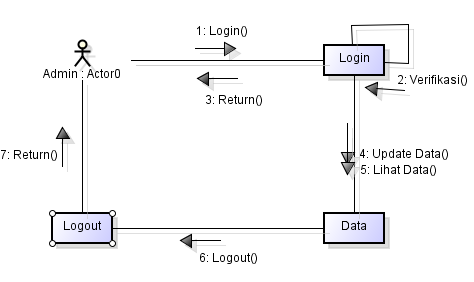 1: Login()
Admin : Actor0
Login
2: Verifikasi()
3: Return()
4: Update Data()
7: Return()
5: Lihat Data()
Logout
Data
6: Logout()